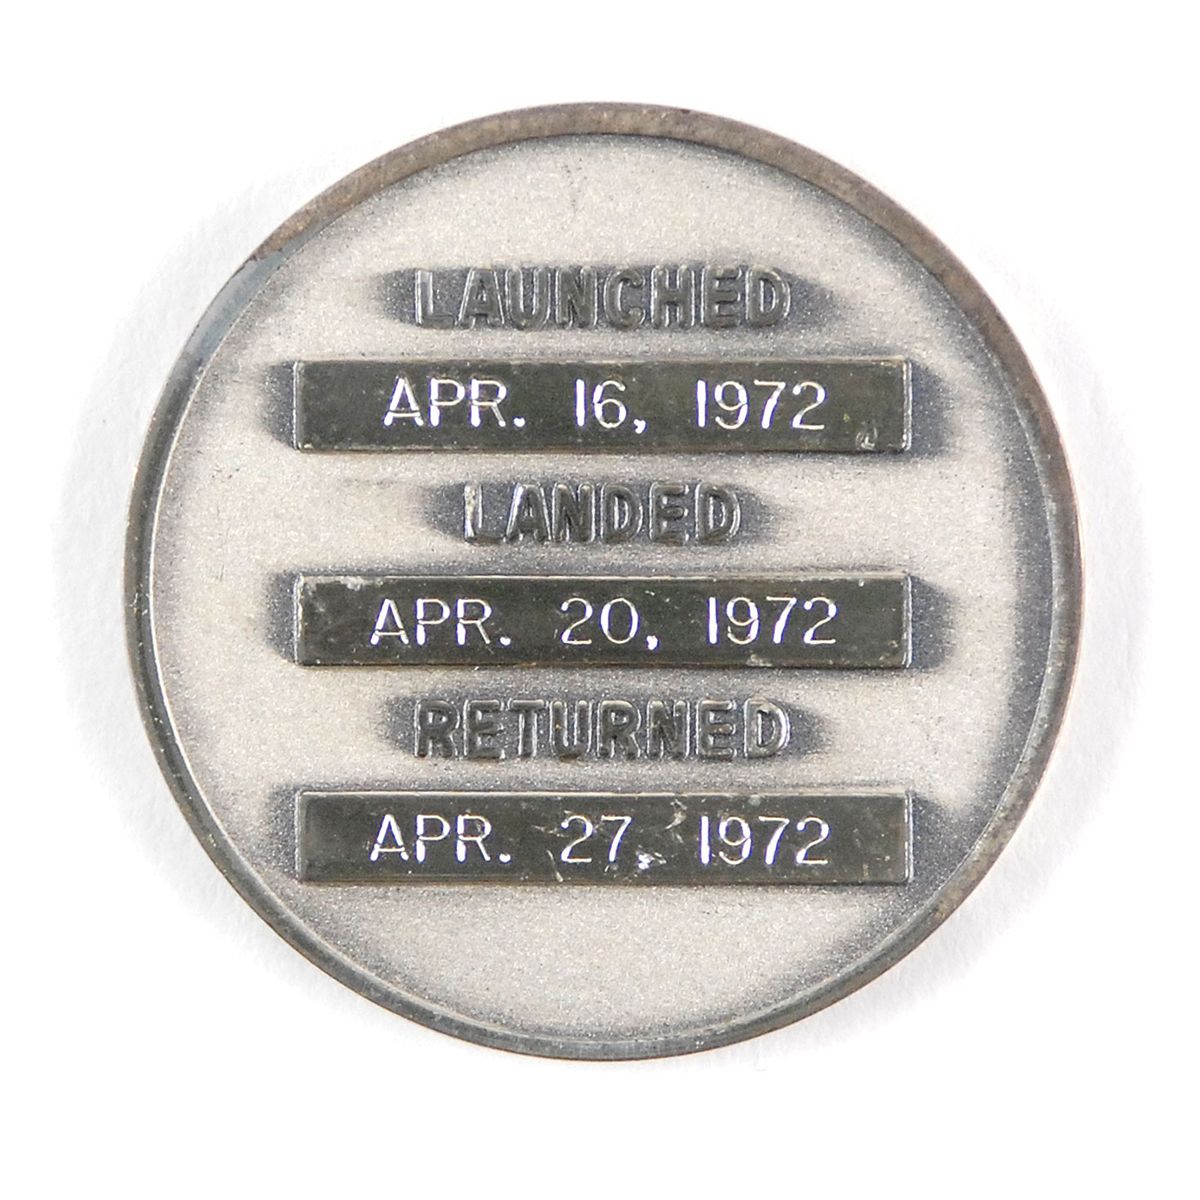 LAUNCHED
APR. 16, 1972
LANDED
APR. 20, 1972
RETURNED
APR. 27, 1972